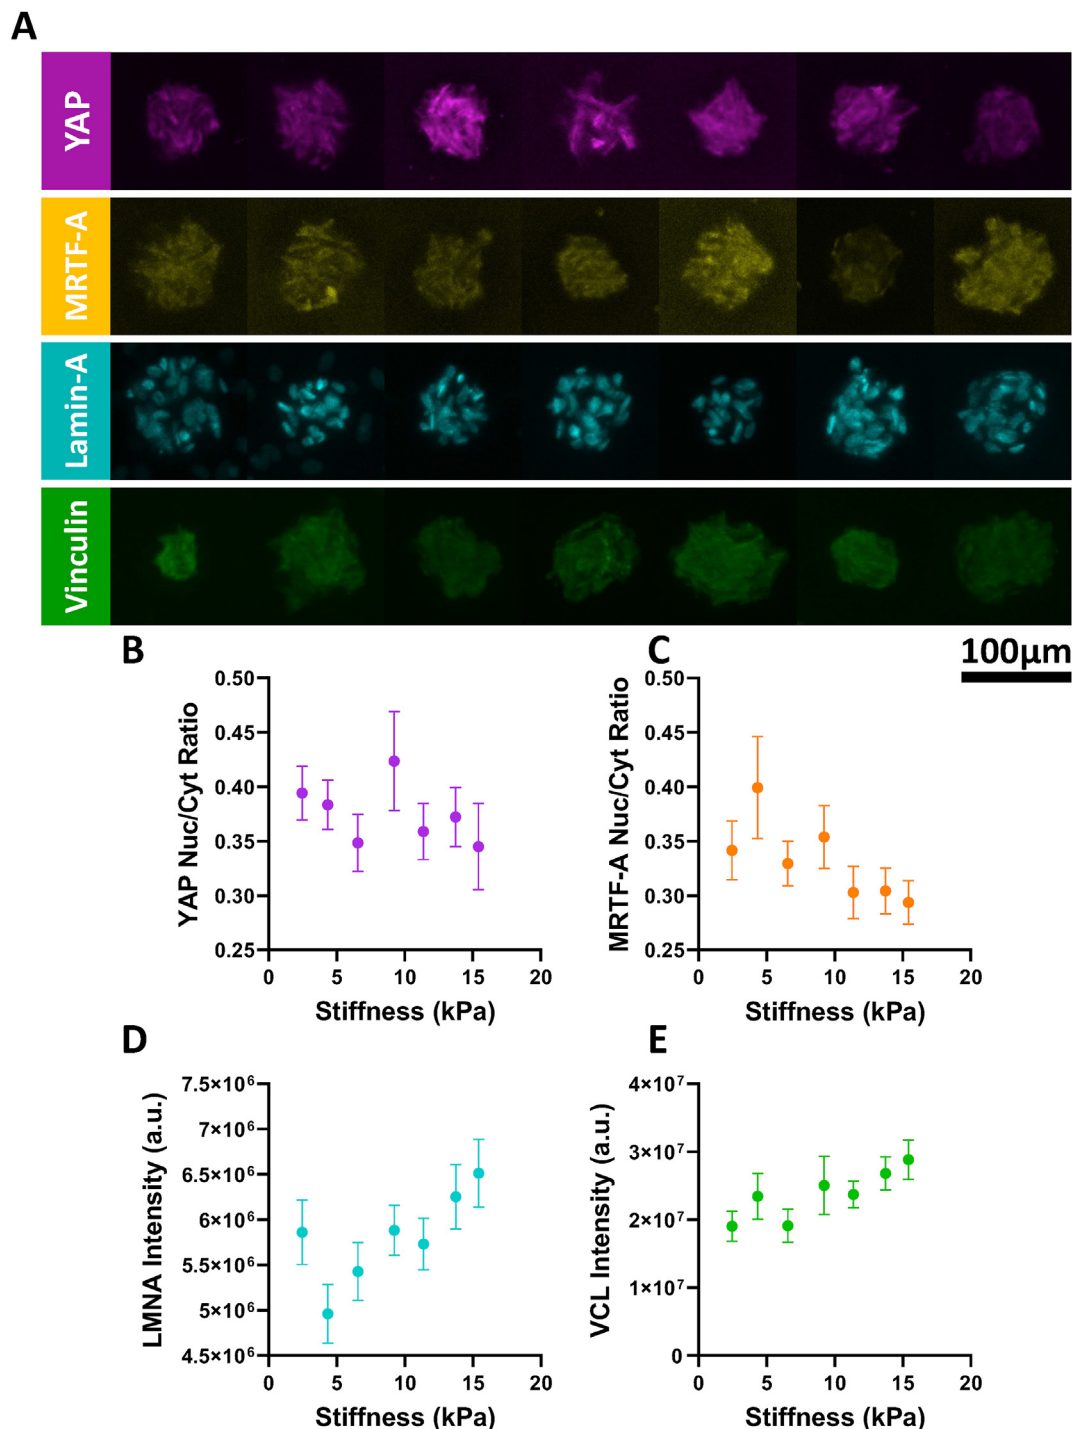 A
YAP
MRTF-A
Lamin-A
Vinculin
100µm
B
YAP Nuc/Cyt Ratio
0.50
0.45
0.40
0.35
0.30
0.25
0 5 10 15 20
Stiffness (kPa)
C
MRTF-A Nuc/Cyt Ratio
0.50
0.45
0.40
0.35
0.30
0.25
0 5 10 15 20
Stiffness (kPa)
D
LMNA Intensity (a.u.)
7.5×10⁶
7×10⁶
6.5×10⁶
6×10⁶
5.5×10⁶
5×10⁶
4.5×10⁶
0 5 10 15 20
Stiffness (kPa)
E
VCL Intensity (a.u.)
4×10⁷
3×10⁷
2×10⁷
1×10⁷
0
0 5 10 15 20
Stiffness (kPa)